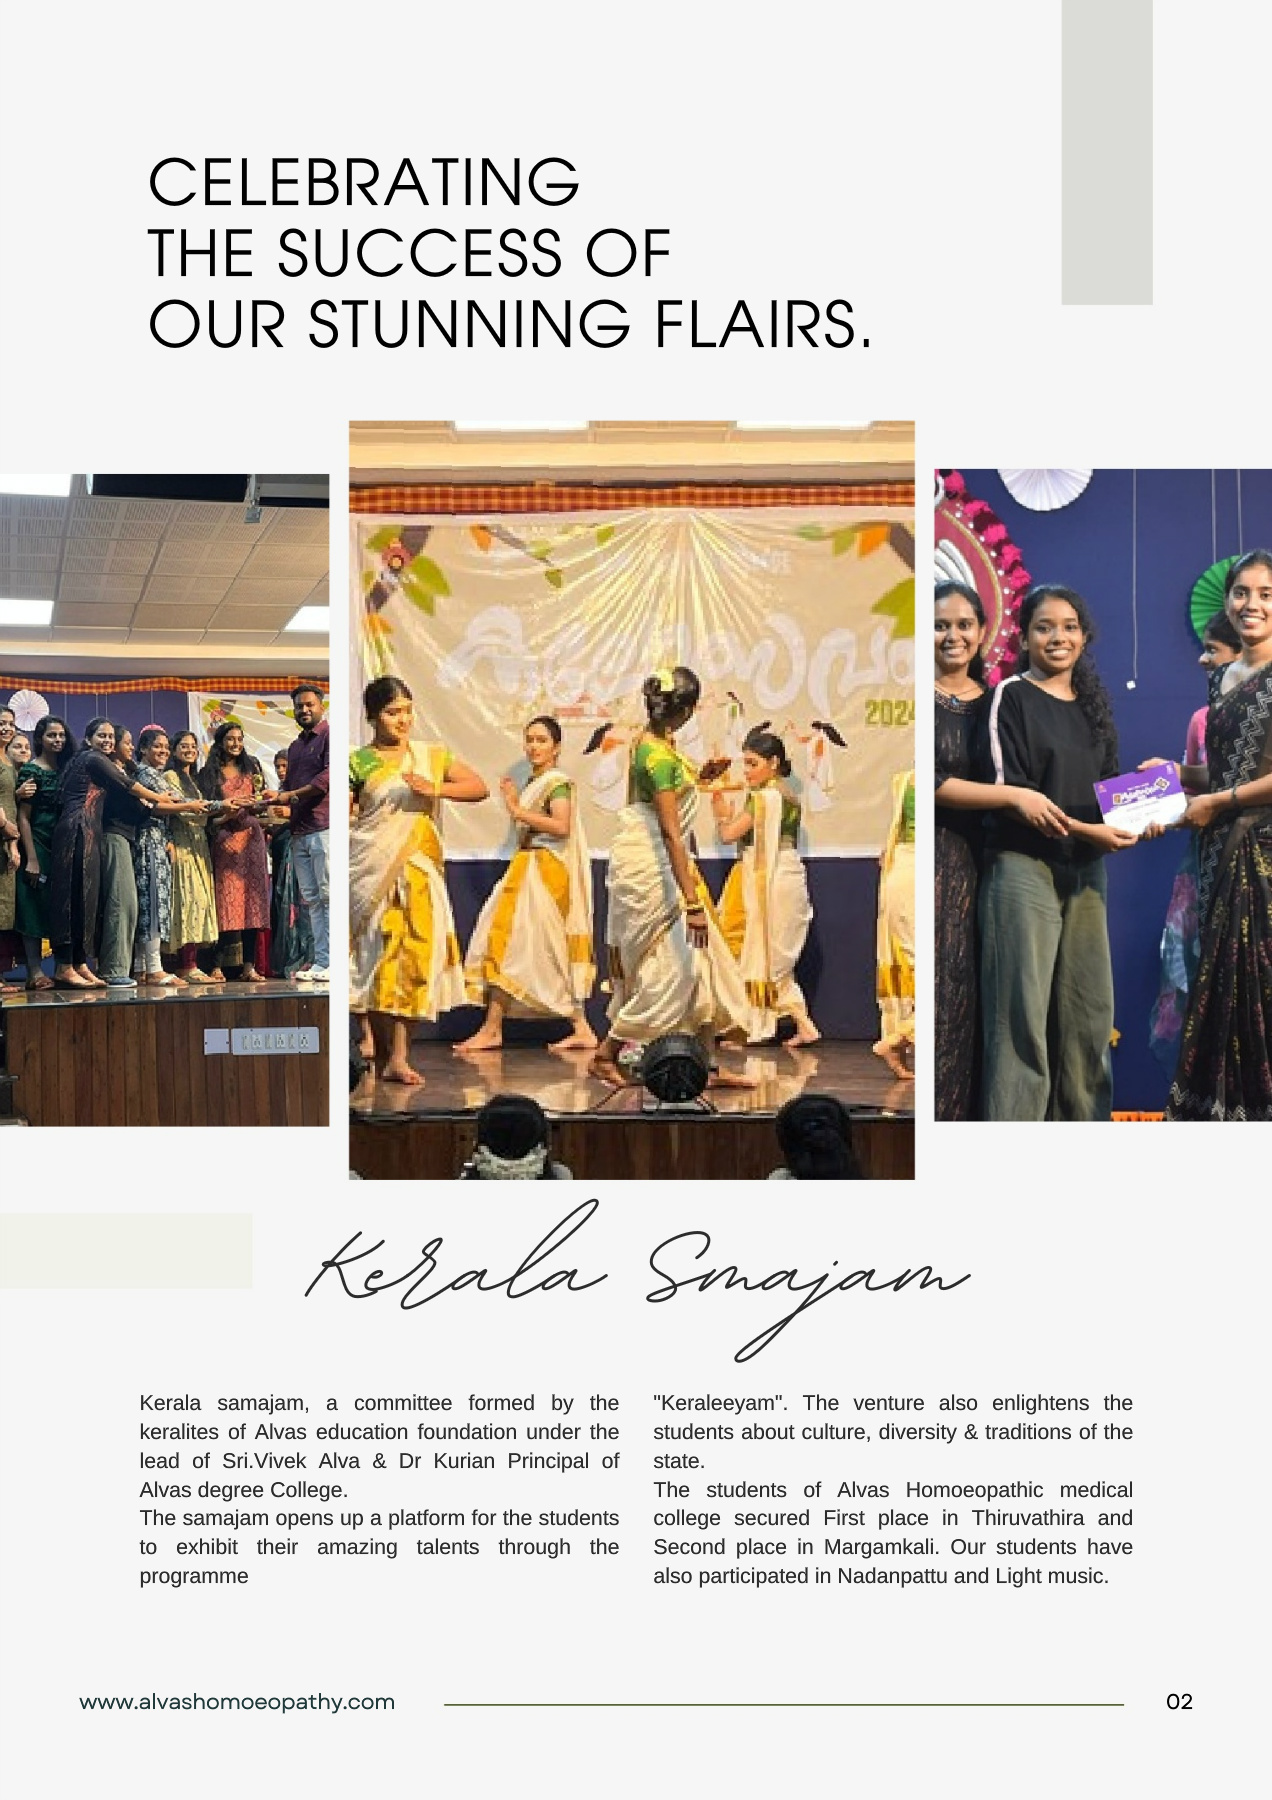 CELEBRATING
THE SUCCESS OF
OUR STUNNING FLAIRS.
2024
Kerala Smajam
Kerala samajam, a committee formed by the
keralites of Alvas education foundation under the
lead of Sri.Vivek Alva & Dr Kurian Principal of
Alvas degree College.
The samajam opens up a platform for the students
to exhibit their amazing talents through the
programme
"Keraleeyam". The venture also enlightens the
students about culture, diversity & traditions of the
state.
The students of Alvas Homoeopathic medical
college secured First place in Thiruvathira and
Second place in Margamkali. Our students have
also participated in Nadanpattu and Light music.
www.alvashomoeopathy.com
02